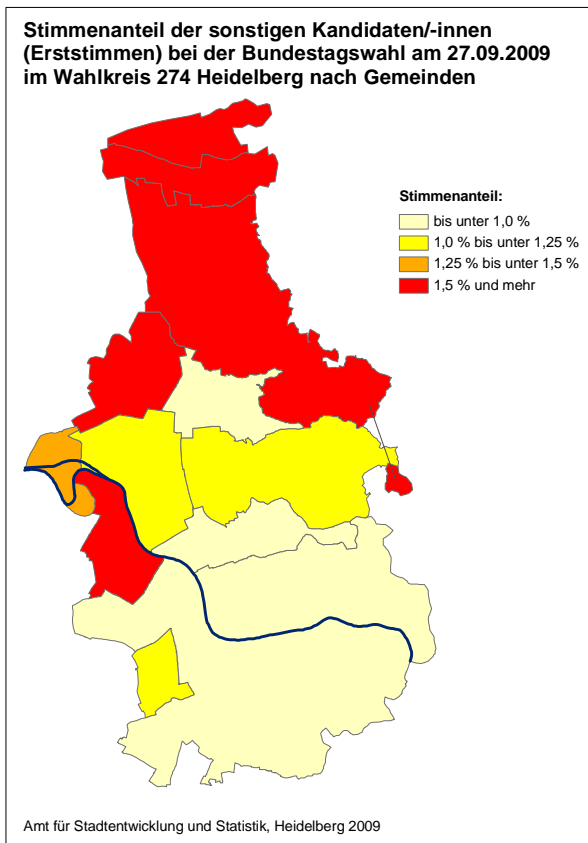 Stimmenanteil der sonstigen Kandidaten/-innen
(Erststimmen) bei der Bundestagswahl am 27.09.2009
im Wahlkreis 274 Heidelberg nach Gemeinden
Stimmenanteil:
bis unter 1,0 %
1,0 % bis unter 1,25 %
1,25 % bis unter 1,5 %
1,5 % und mehr
Amt für Stadtentwicklung und Statistik, Heidelberg 2009